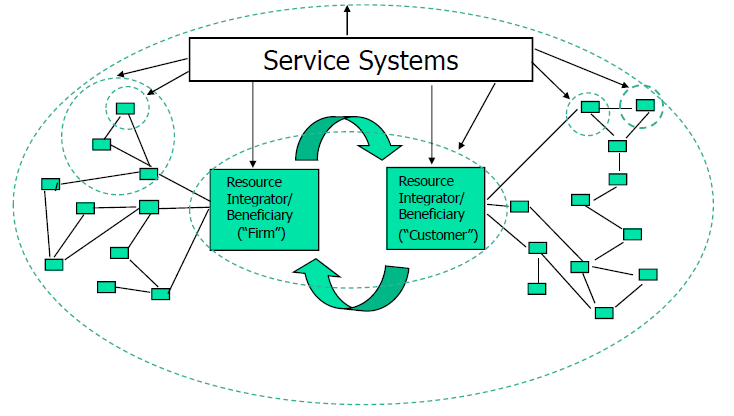 Service Systems
Resource
Integrator/
Beneficiary
("Firm")
Resource
Integrator/
Beneficiary
("Customer")